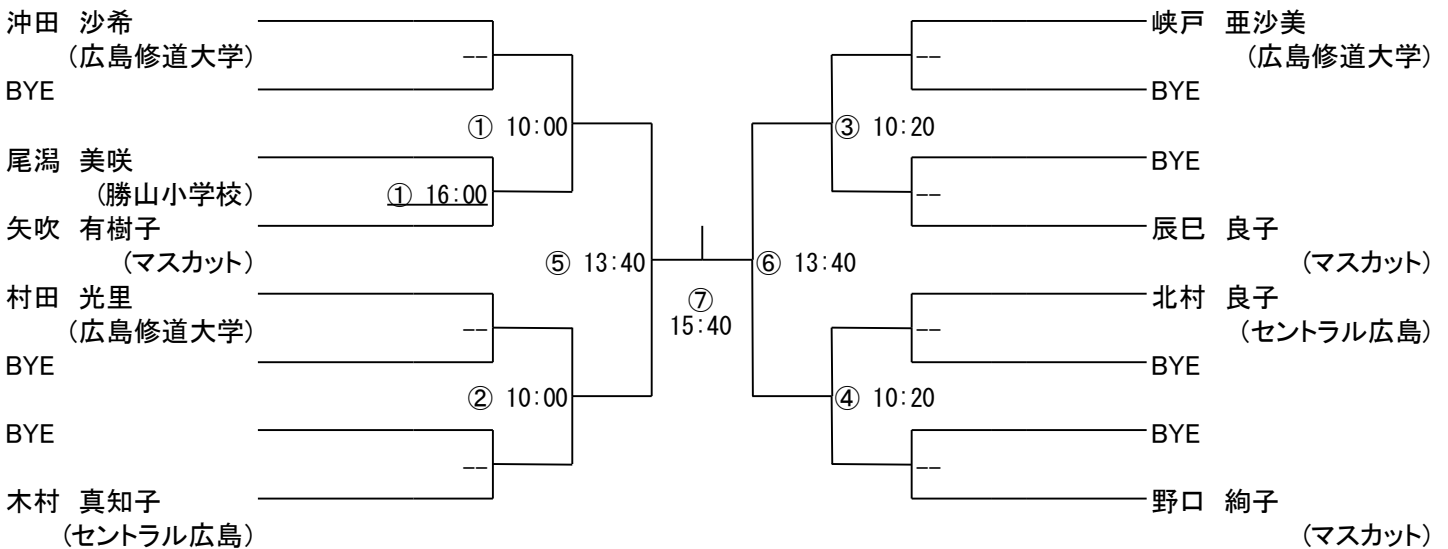 沖田　沙希
（広島修道大学）
--
BYE
① 10:00
尾潟　美咲
（勝山小学校）
① 16:00
矢吹　有樹子
（マスカット）
⑤ 13:40
村田　光里
（広島修道大学）
--
BYE
② 10:00
BYE
--
木村　真知子
（セントラル広島）
⑦
15:40
峡戸　亜沙美
（広島修道大学）
--
BYE
③ 10:20
BYE
--
辰巳　良子
（マスカット）
⑥ 13:40
北村　良子
（セントラル広島）
--
BYE
④ 10:20
BYE
--
野口　絢子
（マスカット）